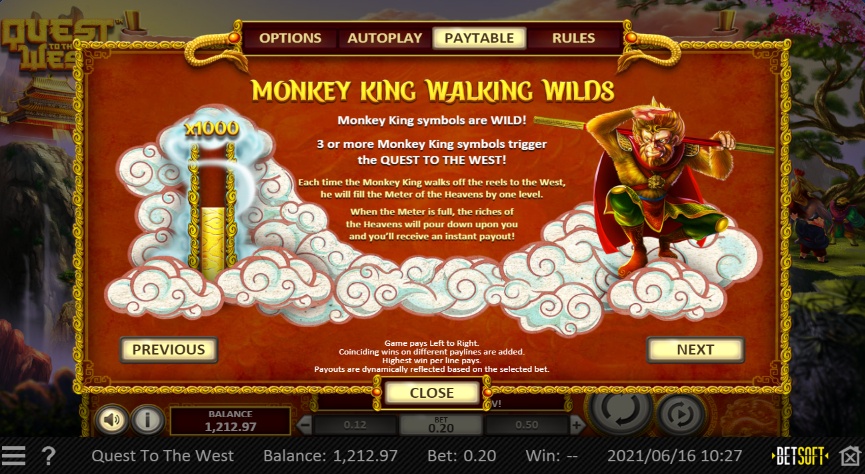 QUEST
TO THE
WEST
OPTIONS
AUTOPLAY
PAYTABLE
RULES
MONKEY KING WALKING WILDS
x1000
Monkey King symbols are WILD!
3 or more Monkey King symbols trigger
the QUEST TO THE WEST!
Each time the Monkey King walks off the reels to the West,
he will fill the Meter of the Heavens by one level.
When the Meter is full, the riches of
the Heavens will pour down upon you
and you'll receive an instant payout!
PREVIOUS
Game pays Left to Right.
Coinciding wins on different paylines are added.
Highest win per line pays.
Payouts are dynamically reflected based on the selected bet.
NEXT
CLOSE
BALANCE
1,212.97
0.12
BET
0.20
0.50
Quest To The West
Balance: 1,212.97
Bet: 0.20
Win: --
2021/06/16 10:27
BETSOFT